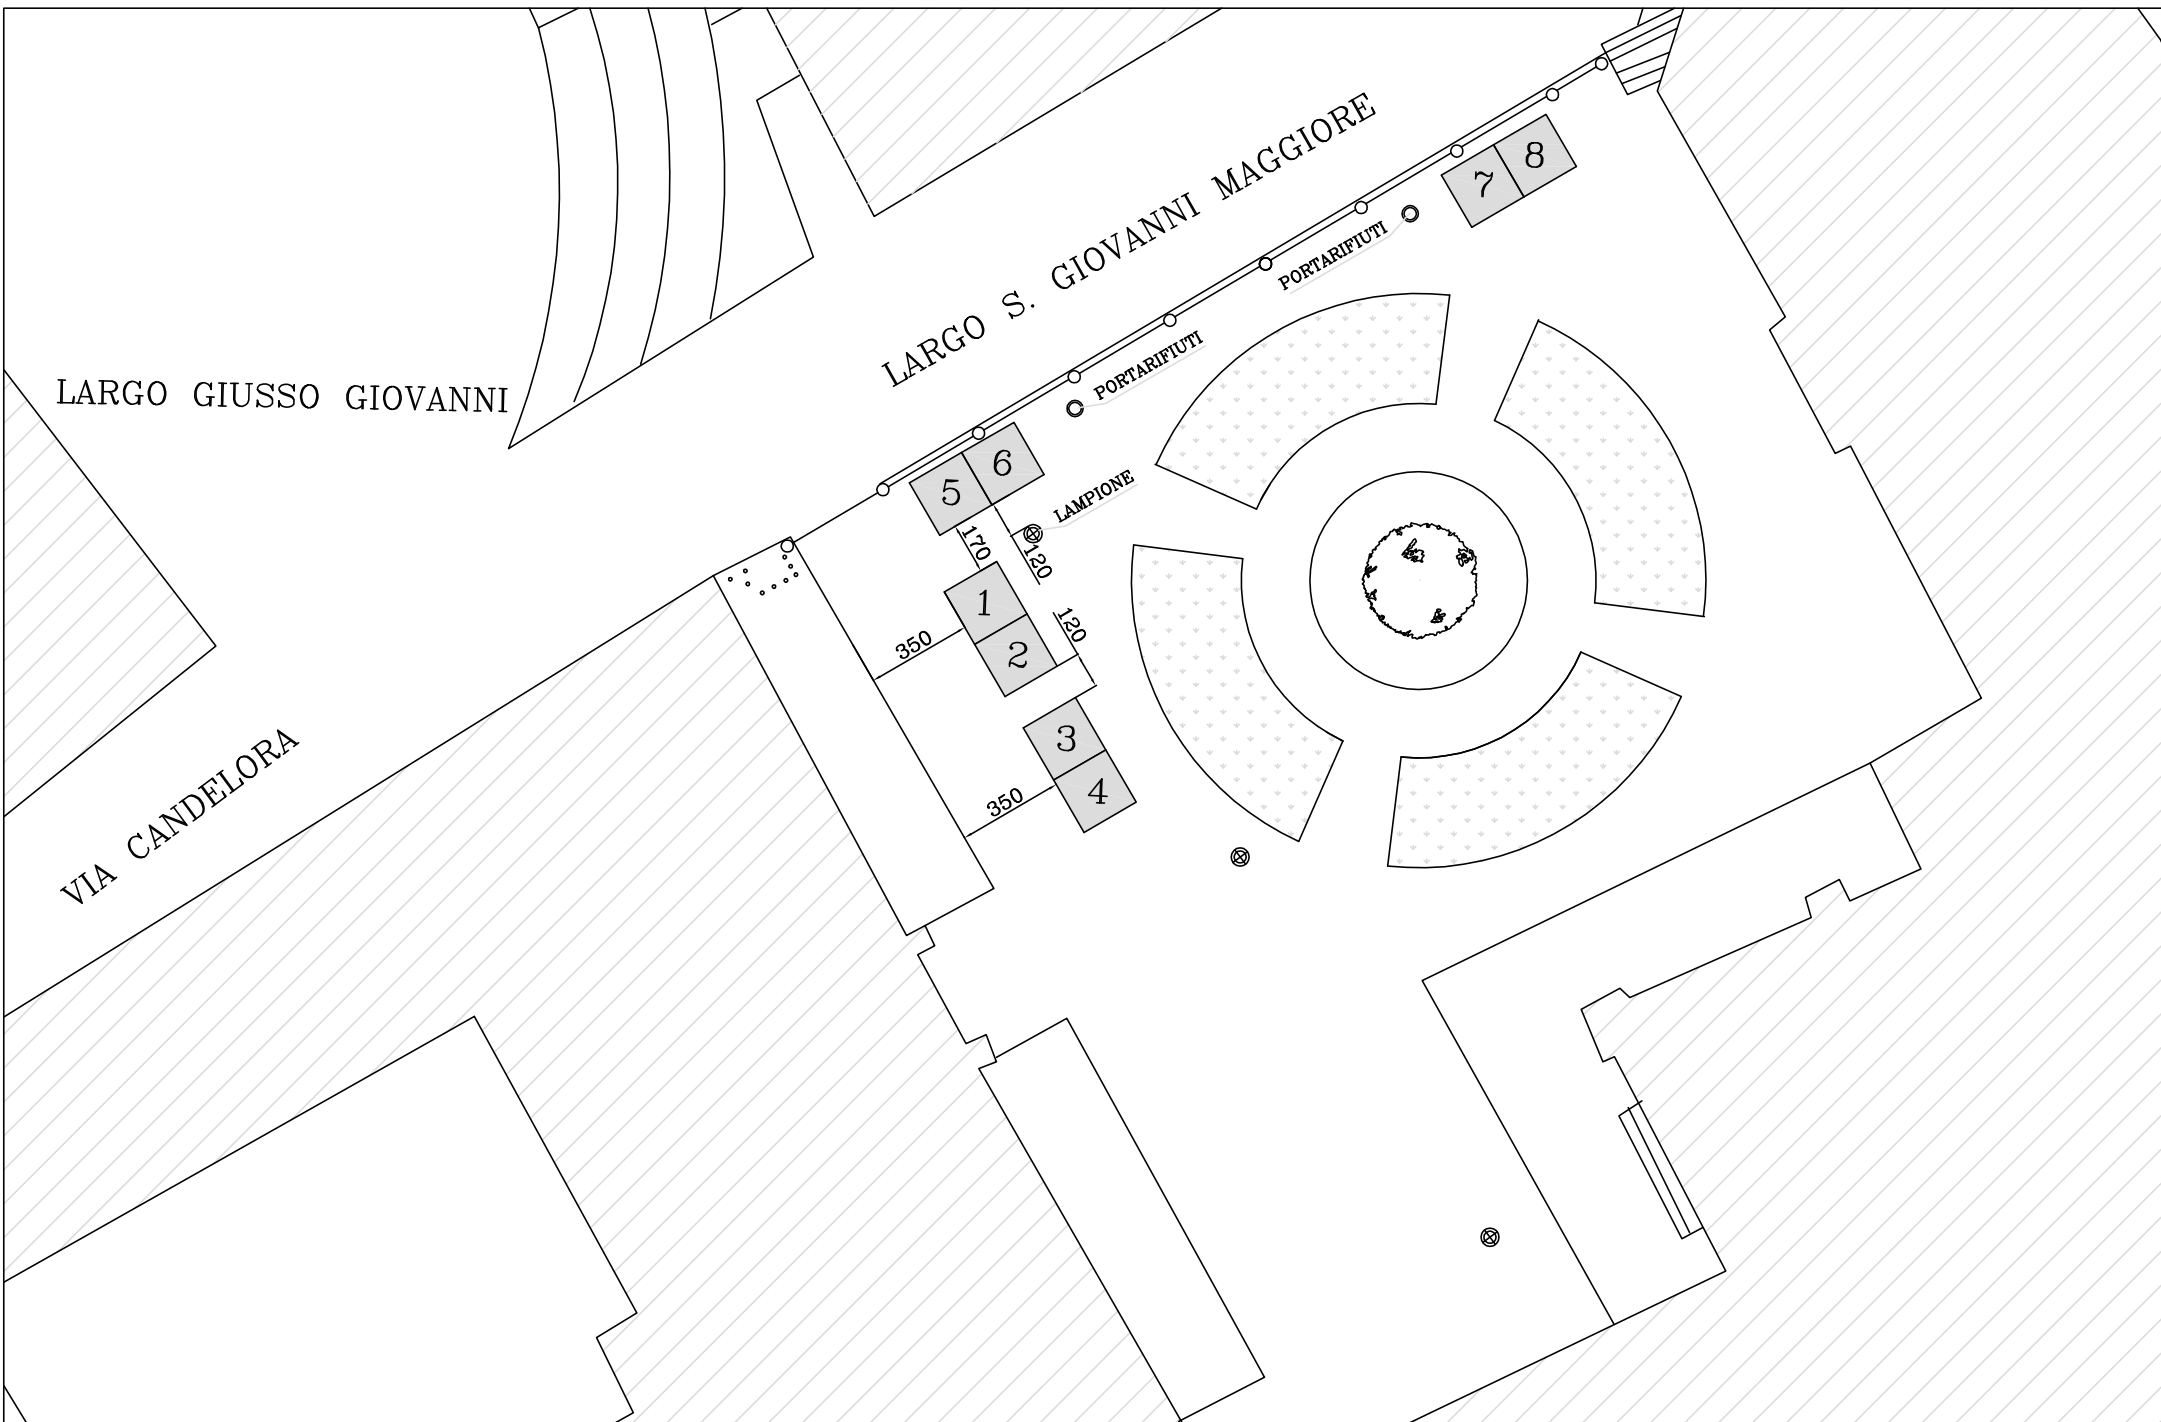 LARGO S. GIOVANNI MAGGIORE
8
7
PORTARIFIUTI
PORTARIFIUTI
LARGO GIUSSO GIOVANNI
6
5
LAMPIONE
170
120
1
120
350
2
3
VIA CANDELORA
4
350